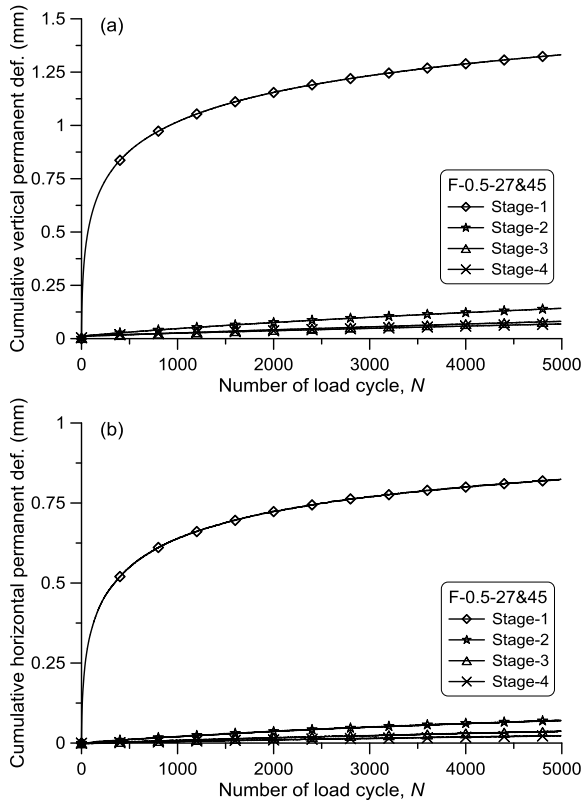 (a)
Cumulative vertical permanent def. (mm)
1.5
1.25
1
0.75
0.5
0.25
0
F-0.5-27&45
Stage-1
Stage-2
Stage-3
Stage-4
0 1000 2000 3000 4000 5000
Number of load cycle, N
(b)
Cumulative horizontal permanent def. (mm)
1
0.75
0.5
0.25
0
F-0.5-27&45
Stage-1
Stage-2
Stage-3
Stage-4
0 1000 2000 3000 4000 5000
Number of load cycle, N